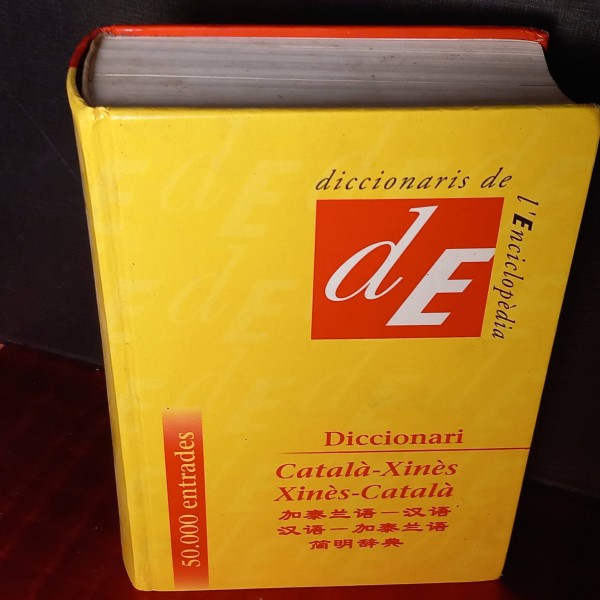 diccionaris de
l'Enciclopèdia
dE
Diccionari
Català-Xinès
Xinès-Català
加泰兰语－汉语
汉语－加泰兰语
简明辞典
50.000 entrades